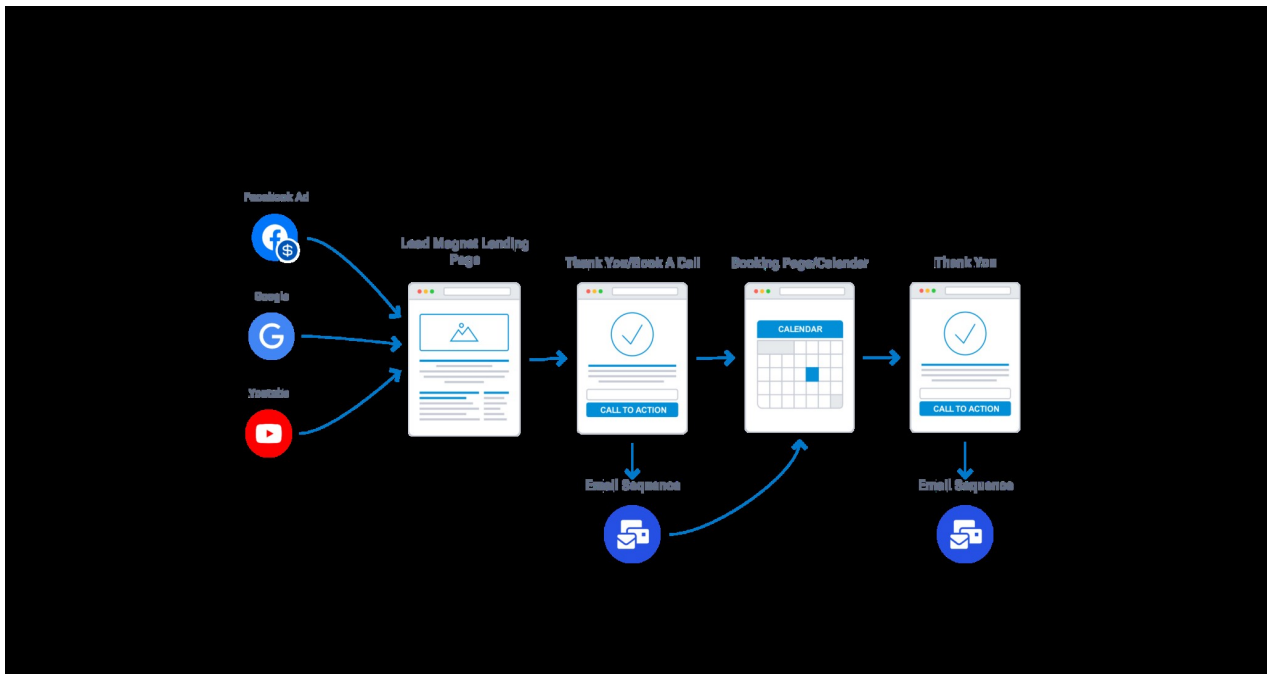 Facebook Ad
Google
Youtube
Lead Magnet Landing
Page
Thank You/Book A Call
Booking Page/Calendar
Thank You
CALENDAR
CALL TO ACTION
CALL TO ACTION
Email Sequence
Email Sequence